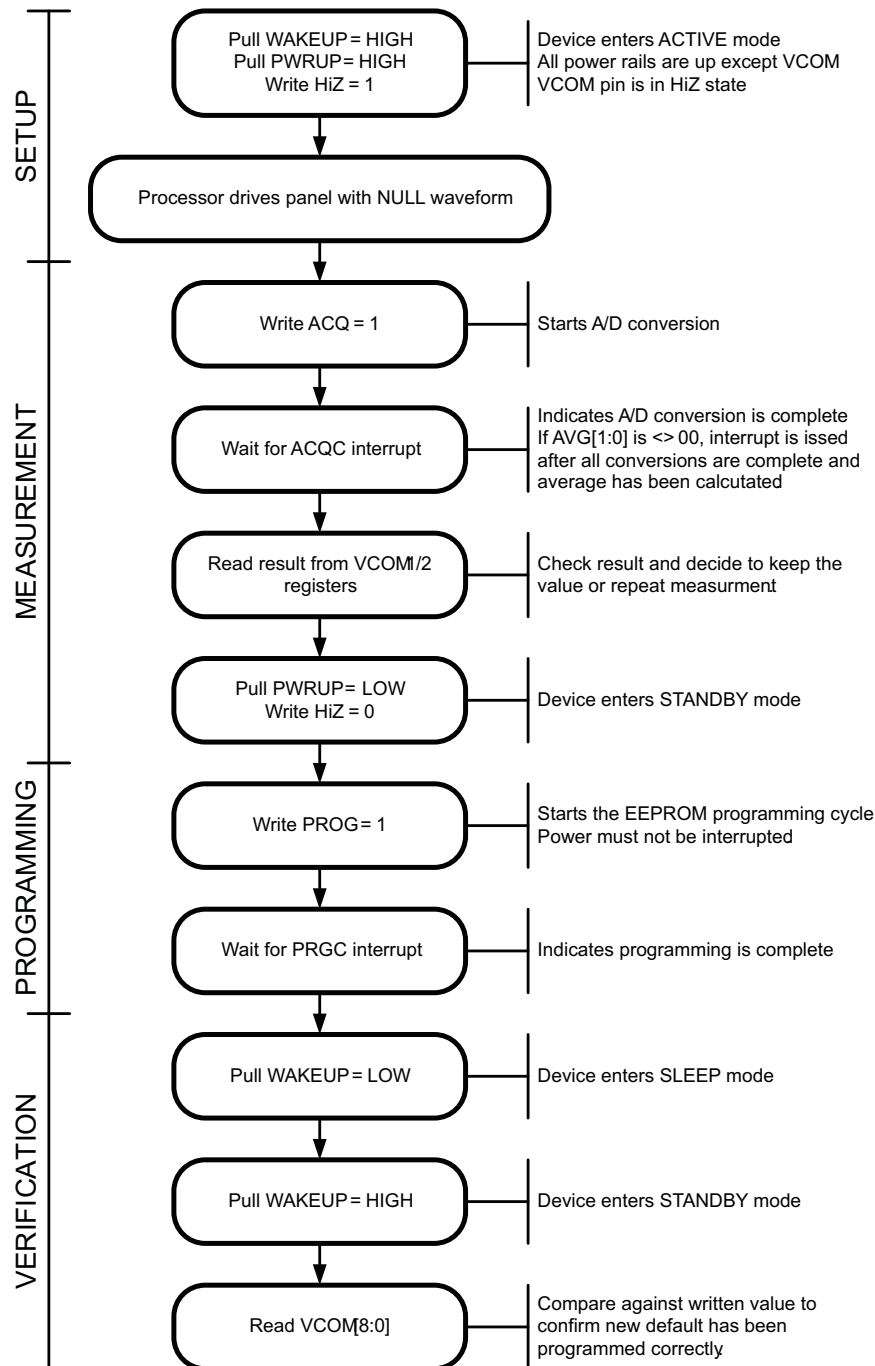 SETUP
Pull WAKEUP = HIGH
Pull PWRUP = HIGH
Write HiZ = 1
Device enters ACTIVE mode
All power rails are up except VCOM
VCOM pin is in HiZ state
Processor drives panel with NULL waveform
MEASUREMENT
Write ACQ = 1
Starts A/D conversion
Wait for ACQC interrupt
Indicates A/D conversion is complete
If AVG[1:0] is <> 00, interrupt is issed
after all conversions are complete and
average has been calcutated
Read result from VCOM1/2
registers
Check result and decide to keep the
value or repeat measurment.
Pull PWRUP = LOW
Write HiZ = 0
Device enters STANDBY mode
PROGRAMMING
Write PROG = 1
Starts the EEPROM programming cycle
Power must not be interrupted
Wait for PRGC interrupt
Indicates programming is complete
VERIFICATION
Pull WAKEUP = LOW
Device enters SLEEP mode
Pull WAKEUP = HIGH
Device enters STANDBY mode
Read VCOM[8:0]
Compare against written value to
confirm new default has been
programmed correctly.